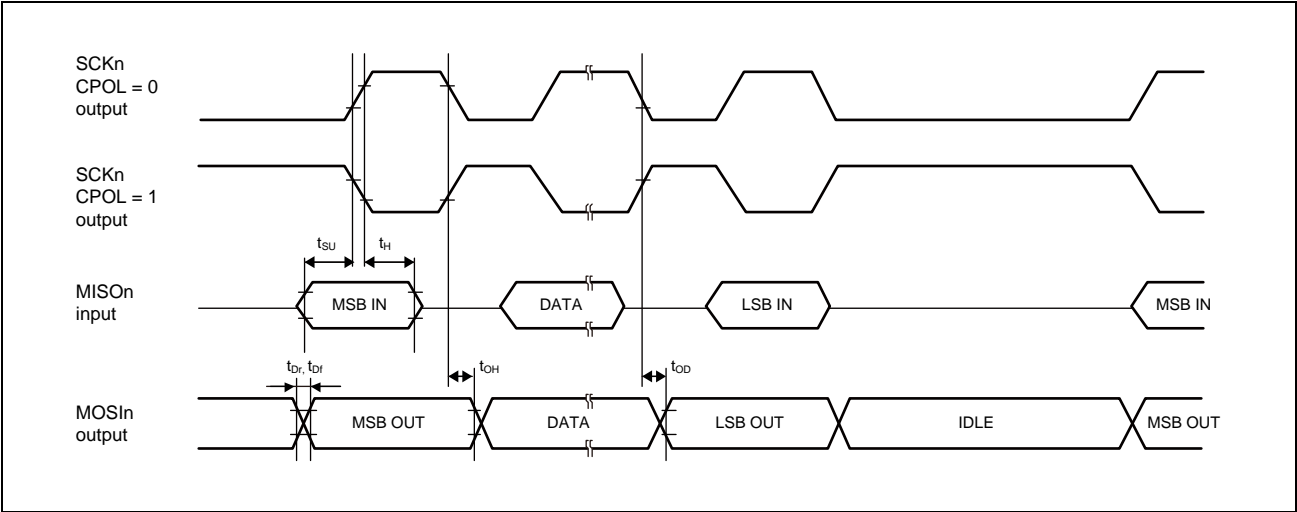 SCKn
CPOL = 0
output
SCKn
CPOL = 1
output
tSU
tH
MISOn
input
MSB IN
DATA
LSB IN
MSB IN
tDr, tDf
tOH
tOD
MOSIn
output
MSB OUT
DATA
LSB OUT
IDLE
MSB OUT